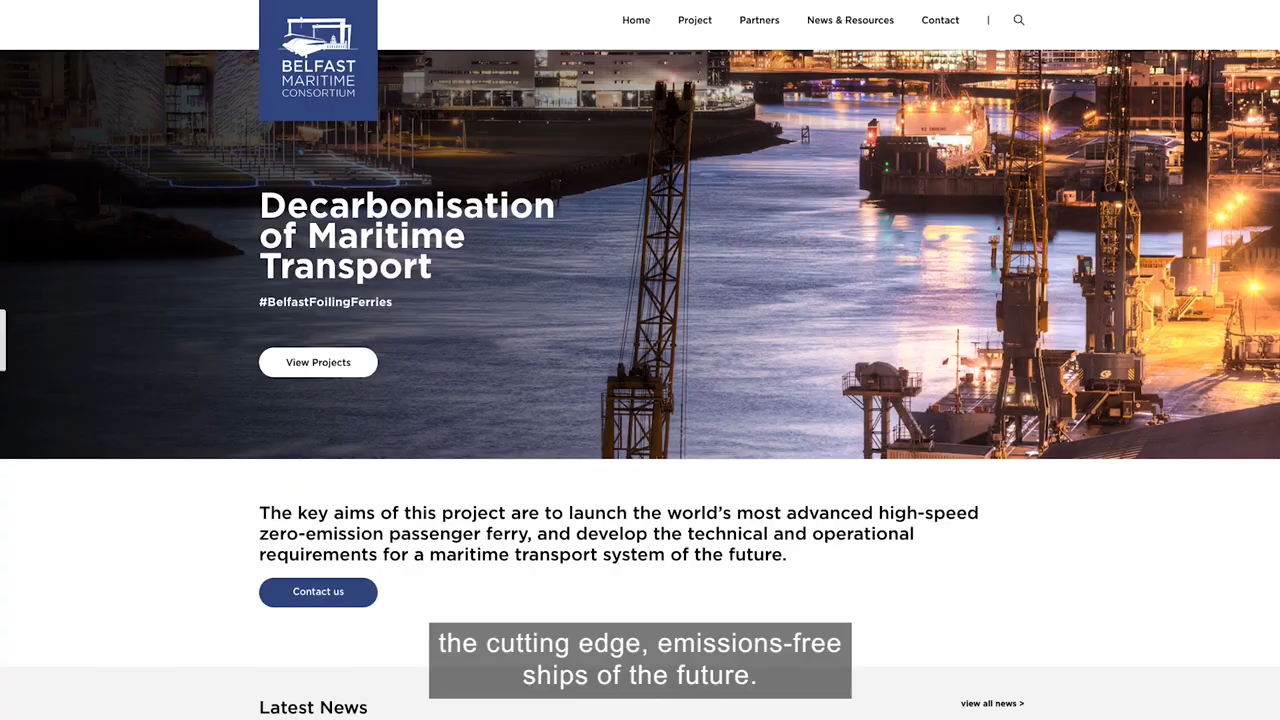 Home Project Partners News & Resources Contact |
BELFAST
MARITIME
CONSORTIUM
NO SMOKING
Decarbonisation
of Maritime
Transport
#BelfastFoilingFerries
View Projects
The key aims of this project are to launch the world's most advanced high-speed
zero-emission passenger ferry, and develop the technical and operational
requirements for a maritime transport system of the future.
Contact us
the cutting edge, emissions-free
ships of the future.
Latest News
view all news >